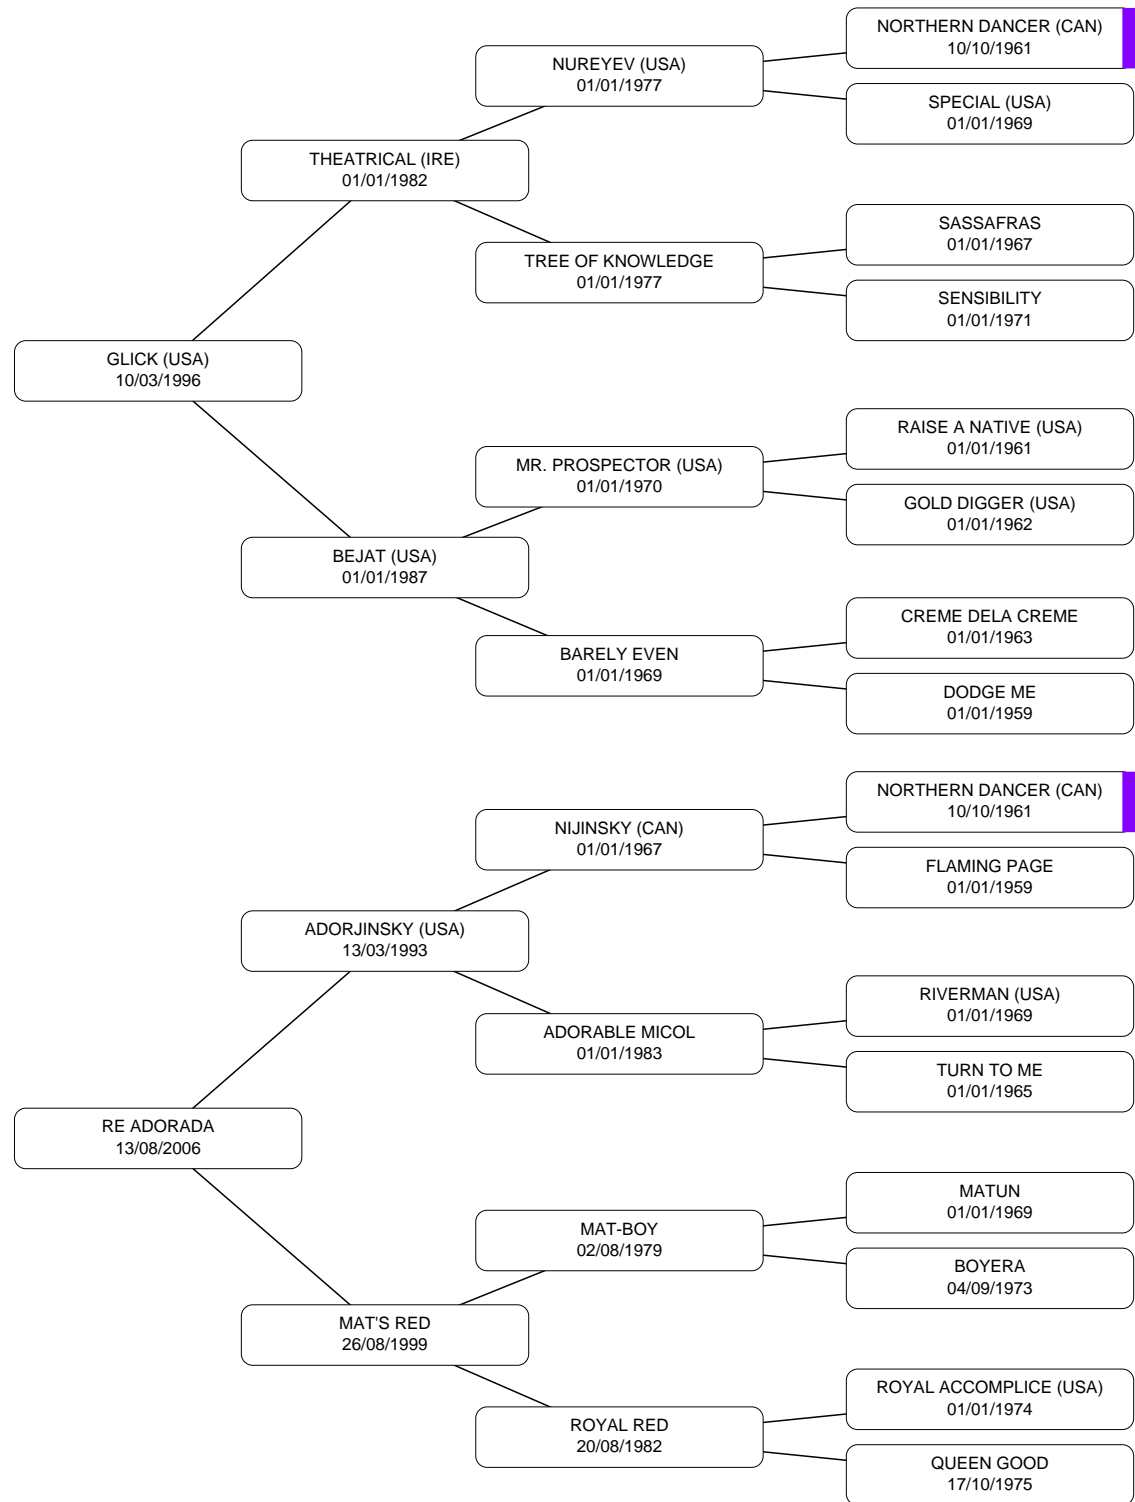 NORTHERN DANCER (CAN)
10/10/1961
NUREYEV (USA)
01/01/1977
SPECIAL (USA)
01/01/1969
THEATRICAL (IRE)
01/01/1982
SASSAFRAS
01/01/1967
TREE OF KNOWLEDGE
01/01/1977
SENSIBILITY
01/01/1971
GLICK (USA)
10/03/1996
RAISE A NATIVE (USA)
01/01/1961
MR. PROSPECTOR (USA)
01/01/1970
GOLD DIGGER (USA)
01/01/1962
BEJAT (USA)
01/01/1987
CREME DELA CREME
01/01/1963
BARELY EVEN
01/01/1969
DODGE ME
01/01/1959
NORTHERN DANCER (CAN)
10/10/1961
NIJINSKY (CAN)
01/01/1967
FLAMING PAGE
01/01/1959
ADORJINSKY (USA)
13/03/1993
RIVERMAN (USA)
01/01/1969
ADORABLE MICOL
01/01/1983
TURN TO ME
01/01/1965
RE ADORADA
13/08/2006
MATUN
01/01/1969
MAT-BOY
02/08/1979
BOYERA
04/09/1973
MAT'S RED
26/08/1999
ROYAL ACCOMPLICE (USA)
01/01/1974
ROYAL RED
20/08/1982
QUEEN GOOD
17/10/1975